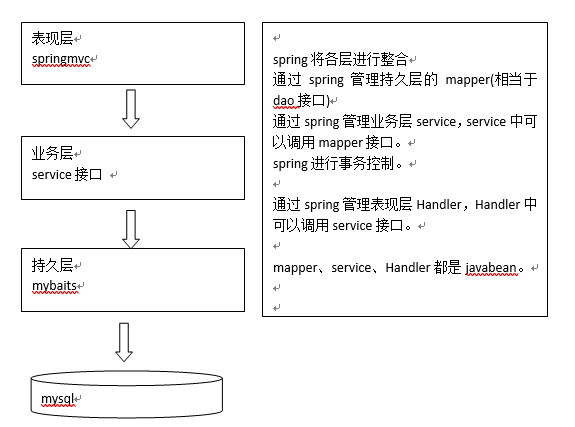 表现层
springmvc
业务层
service 接口
持久层
mybaits
mysql
spring 将各层进行整合
通过 spring 管理持久层的 mapper(相当于
dao 接口)
通过 spring 管理业务层 service，service 中可
以调用 mapper 接口。
spring 进行事务控制。
通过 spring 管理表现层 Handler，Handler 中
可以调用 service 接口。
mapper、service、Handler 都是 javabean。